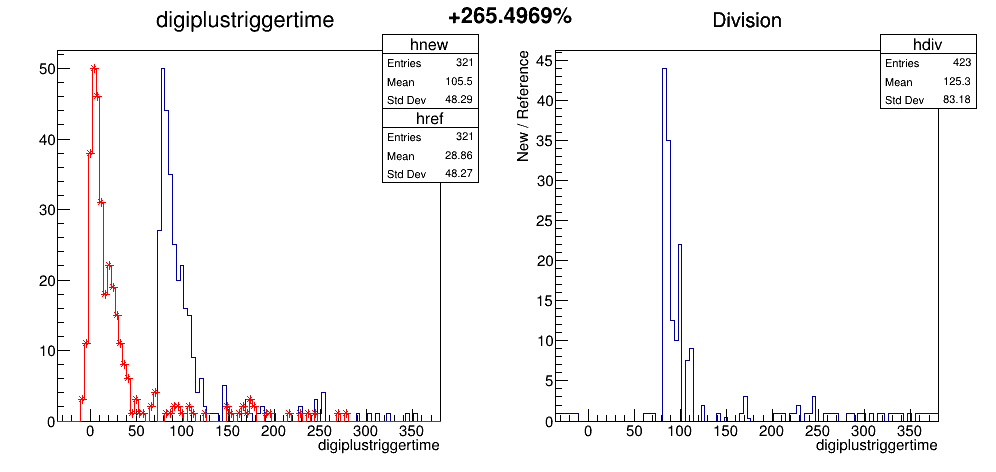 digiplustriggertime
+265.4969%
Division
hnew
Entries 321
Mean 105.5
Std Dev 48.29
href
Entries 321
Mean 28.86
Std Dev 48.27
50
40
30
20
10
0
0 50 100 150 200 250 300 350
digiplustriggertime
hdiv
Entries 423
Mean 125.3
Std Dev 83.18
New / Reference
45
40
35
30
25
20
15
10
5
0
0 50 100 150 200 250 300 350
digiplustriggertime